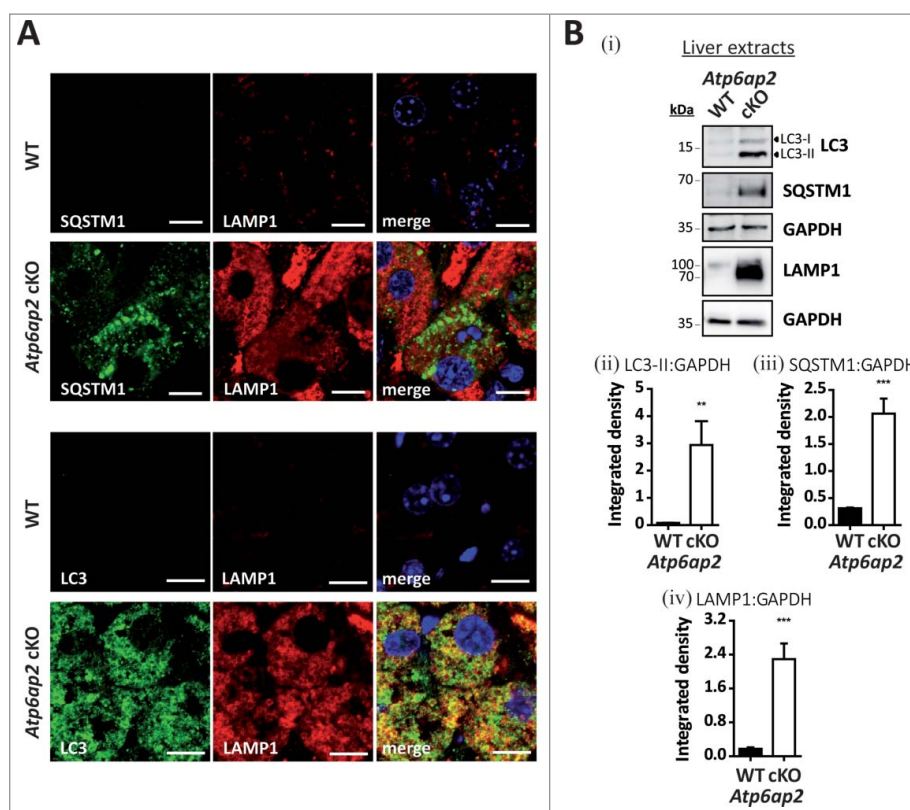 A
WT
SQSTM1
LAMP1
merge
Atp6ap2 cKO
SQSTM1
LAMP1
merge
WT
LC3
LAMP1
merge
Atp6ap2 cKO
LC3
LAMP1
merge
B
(i)
Liver extracts
Atp6ap2
kDa WT cKO
LC3-I
15 LC3-II LC3
70 SQSTM1
35 GAPDH
100
70 LAMP1
35 GAPDH
(ii) LC3-II:GAPDH
Integrated density
5
4
3
2
1
0
**
WT cKO
Atp6ap2
(iii) SQSTM1:GAPDH
Integrated density
2.5
2.0
1.5
1.0
0.5
0.0
***
WT cKO
Atp6ap2
(iv) LAMP1:GAPDH
Integrated density
3.2
2.4
1.6
0.8
0.0
***
WT cKO
Atp6ap2